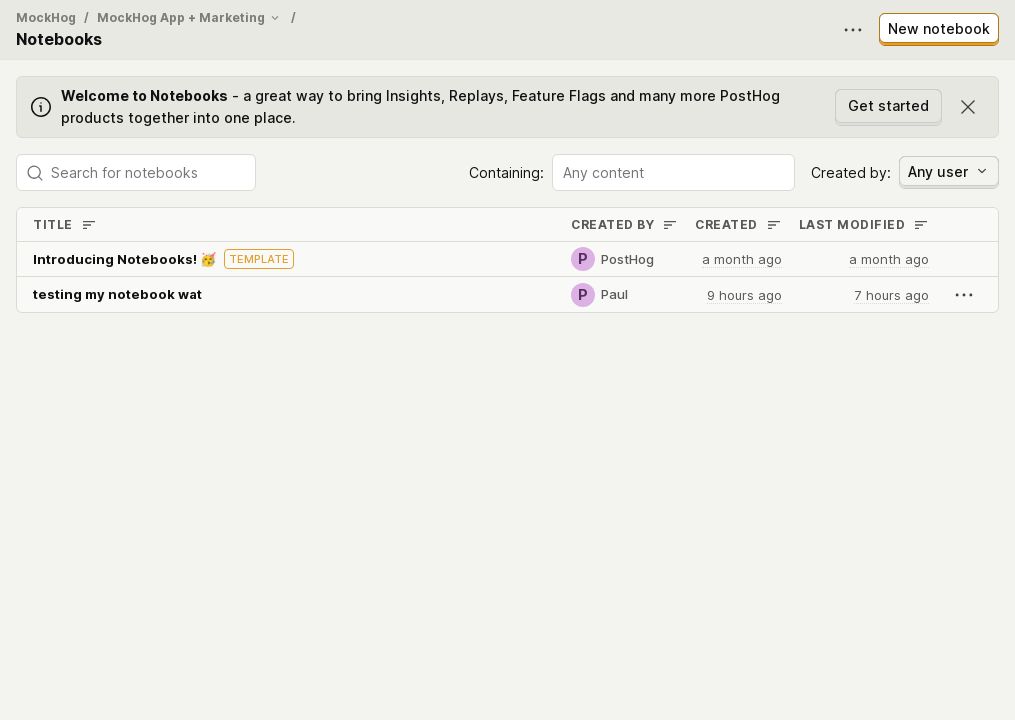 MockHog / MockHog App + Marketing /
Notebooks
New notebook
Welcome to Notebooks - a great way to bring Insights, Replays, Feature Flags and many more PostHog
products together into one place.
Get started
Search for notebooks
Containing: Any content
Created by: Any user
TITLE CREATED BY CREATED LAST MODIFIED
Introducing Notebooks! 🥳 TEMPLATE P PostHog a month ago a month ago
testing my notebook wat P Paul 9 hours ago 7 hours ago